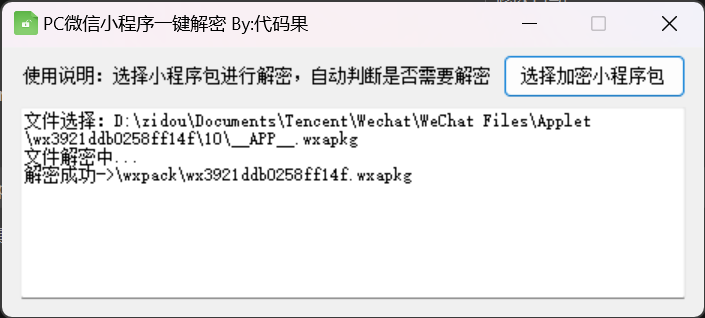 PC微信小程序一键解密 By:代码果
使用说明：选择小程序包进行解密，自动判断是否需要解密
选择加密小程序包
文件选择：D:\zidou\Documents\Tencent\Wechat\WeChat Files\Applet
\wx3921ddb0258ff14f\10\__APP__.wxapkg
文件解密中...
解密成功->\wxpack\wx3921ddb0258ff14f.wxapkg